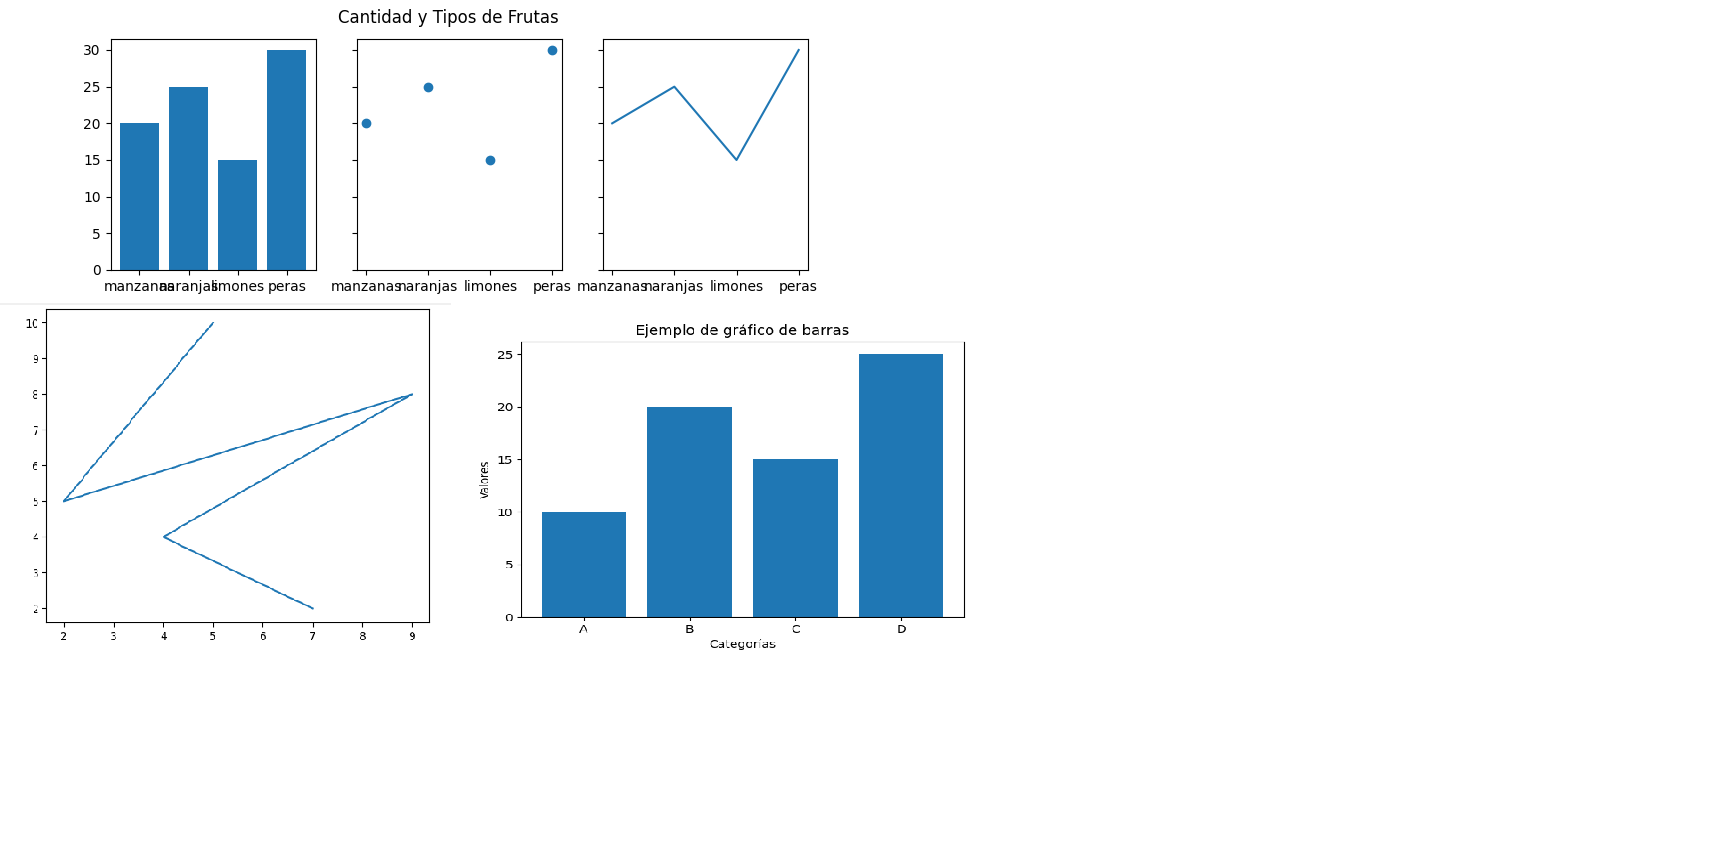 Cantidad y Tipos de Frutas
30
25
20
15
10
5
0
manzanas naranjas limones peras
manzanas naranjas limones peras
manzanas naranjas limones peras
10
9
8
7
6
5
4
3
2
2 3 4 5 6 7 8 9
Ejemplo de gráfico de barras
25
20
15
10
5
0
Valores
A B C D
Categorías